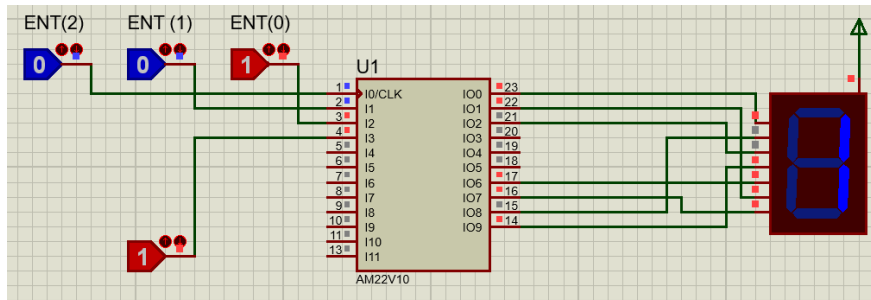 ENT(2) ENT (1) ENT(0)
0 0 1
U1
1 I0/CLK IO0 23
2 I1 IO1 22
3 I2 IO2 21
4 I3 IO3 20
5 I4 IO4 19
6 I5 IO5 18
7 I6 IO6 17
8 I7 IO7 16
9 I8 IO8 15
10 I9 IO9 14
11 I10
13 I11
1
AM22V10